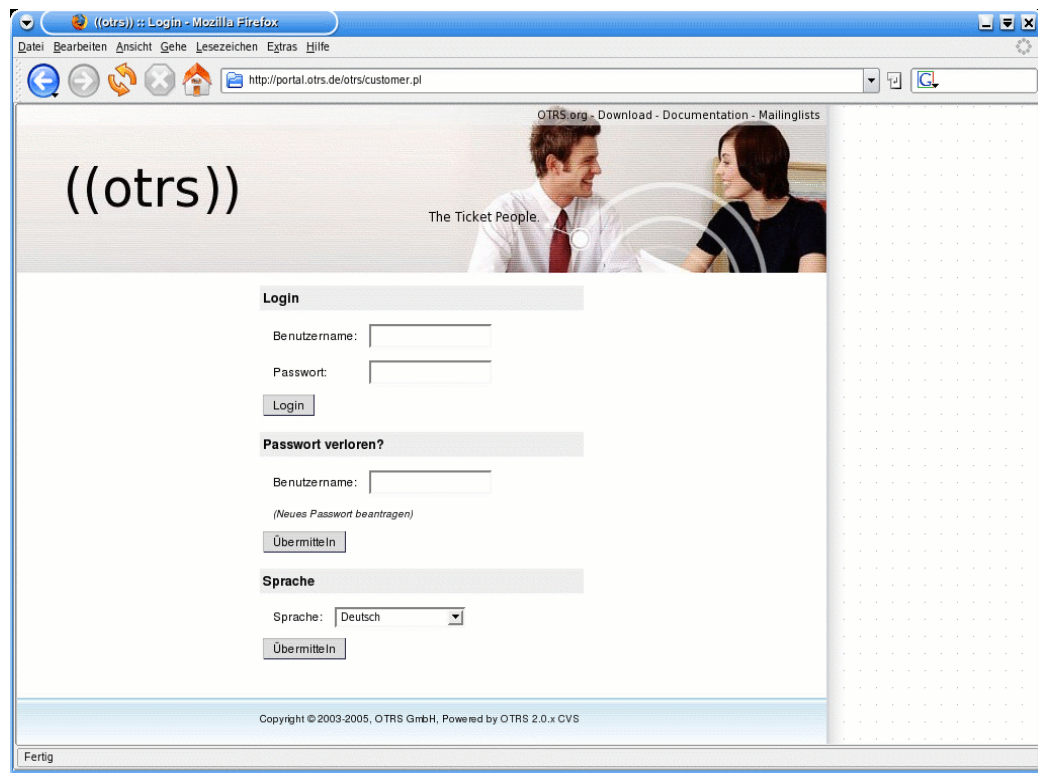 ((otrs)) :: Login - Mozilla Firefox
Datei Bearbeiten Ansicht Gehe Lesezeichen Extras Hilfe
http://portal.otrs.de/otrs/customer.pl
G
OTRS.org - Download - Documentation - Mailinglists
((otrs))
The Ticket People.
Login
Benutzername:
Passwort:
Login
Passwort verloren?
Benutzername:
(Neues Passwort beantragen)
Übermitteln
Sprache
Sprache: Deutsch
Übermitteln
Copyright © 2003-2005, OTRS GmbH, Powered by OTRS 2.0.x CVS
Fertig